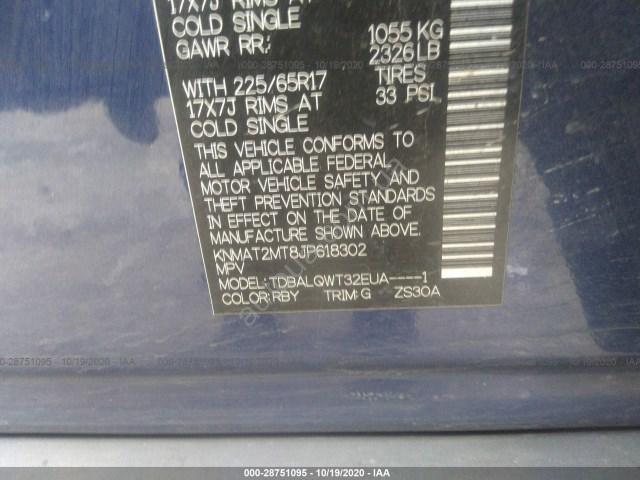 17X7J RIMS AT
COLD SINGLE
GAWR RR:
1055 KG
2326 LB
WITH 225/65R17 TIRES
17X7J RIMS AT 33 PSI
COLD SINGLE
THIS VEHICLE CONFORMS TO
ALL APPLICABLE FEDERAL
MOTOR VEHICLE SAFETY AND
THEFT PREVENTION STANDARDS
IN EFFECT ON THE DATE OF
MANUFACTURE SHOWN ABOVE.
KNMAT2MT8JP618302
MPV
MODEL:TDBALQWT32EUA----1
COLOR:RBY TRIM:G ZS30A
000-28751095 | 10/19/2020 - IAA